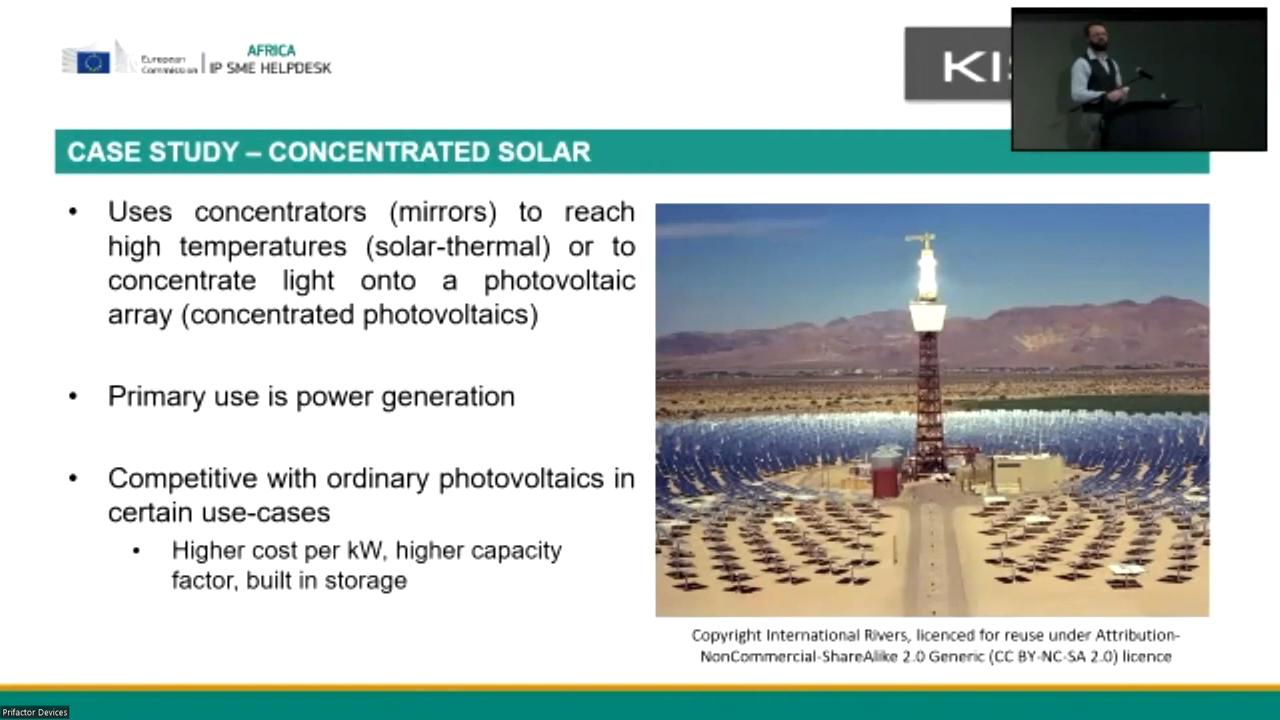 European
Commission
AFRICA
IP SME HELPDESK
CASE STUDY – CONCENTRATED SOLAR
• Uses concentrators (mirrors) to reach
high temperatures (solar-thermal) or to
concentrate light onto a photovoltaic
array (concentrated photovoltaics)
• Primary use is power generation
• Competitive with ordinary photovoltaics in
certain use-cases
• Higher cost per kW, higher capacity
factor, built in storage
Copyright International Rivers, licenced for reuse under Attribution-
NonCommercial-ShareAlike 2.0 Generic (CC BY-NC-SA 2.0) licence
Prifactor Devices